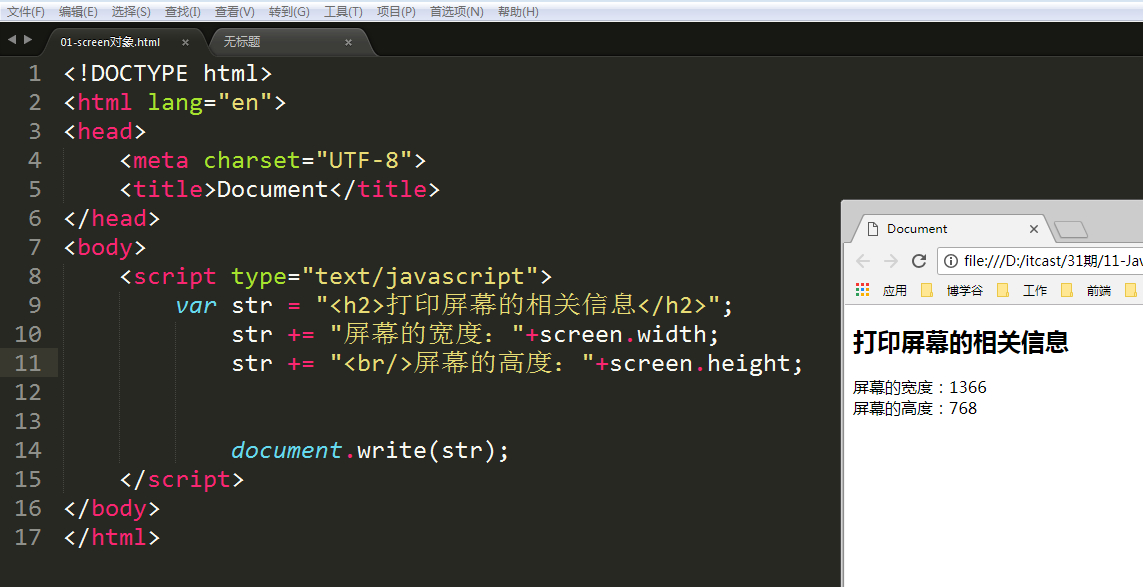 文件(F) 编辑(E) 选择(S) 查找(I) 查看(V) 转到(G) 工具(T) 项目(P) 首选项(N) 帮助(H)
01-screen对象.html × 无标题 ×
1 <!DOCTYPE html>
2 <html lang="en">
3 <head>
4 <meta charset="UTF-8">
5 <title>Document</title>
6 </head>
7 <body>
8 <script type="text/javascript">
9 var str = "<h2>打印屏幕的相关信息</h2>";
10 str += "屏幕的宽度："+screen.width;
11 str += "<br/>屏幕的高度："+screen.height;
12
13
14 document.write(str);
15 </script>
16 </body>
17 </html>
Document ×
file:///D:/itcast/31期/11-Jav
应用 博学谷 工作 前端
打印屏幕的相关信息
屏幕的宽度：1366
屏幕的高度：768